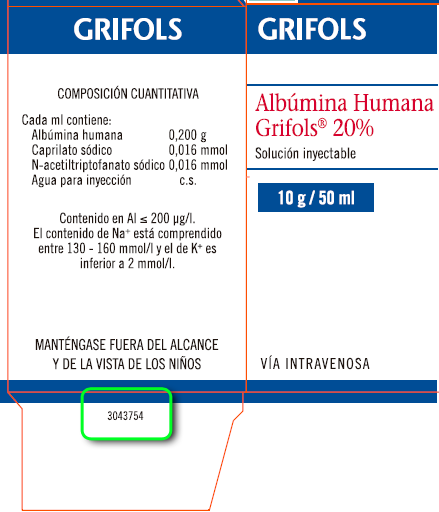 GRIFOLS
COMPOSICIÓN CUANTITATIVA
Cada ml contiene:
Albúmina humana 0,200 g
Caprilato sódico 0,016 mmol
N-acetiltriptofanato sódico 0,016 mmol
Agua para inyección c.s.
Contenido en Al ≤ 200 µg/l.
El contenido de Na⁺ está comprendido
entre 130 - 160 mmol/l y el de K⁺ es
inferior a 2 mmol/l.
MANTÉNGASE FUERA DEL ALCANCE
Y DE LA VISTA DE LOS NIÑOS
3043754
GRIFOLS
Albúmina Humana
Grifols® 20%
Solución inyectable
10 g / 50 ml
VÍA INTRAVENOSA